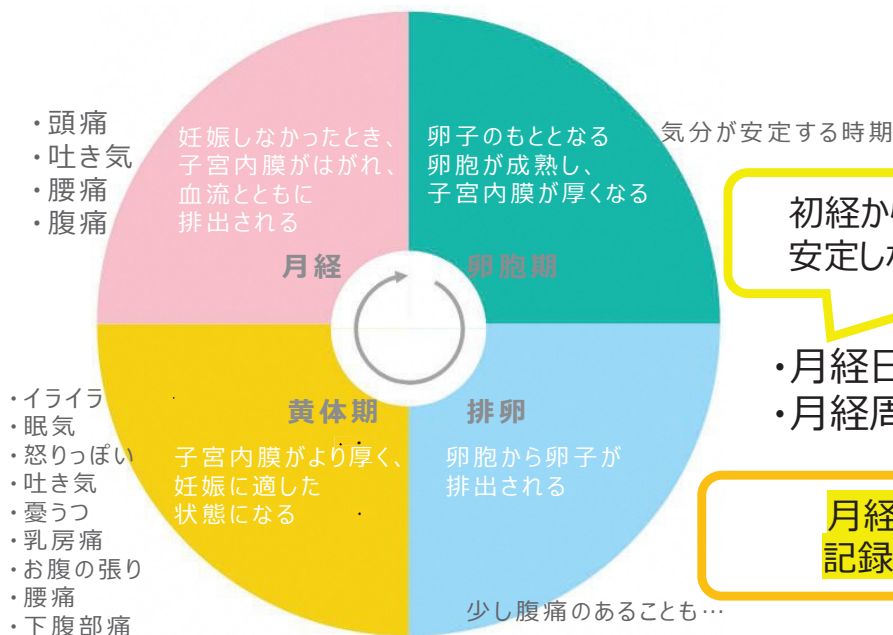 ・頭痛
・吐き気
・腰痛
・腹痛
妊娠しなかったとき、
子宮内膜がはがれ、
血流とともに
排出される
月経
卵子のもととなる
卵胞が成熟し、
子宮内膜が厚くなる
卵胞期
気分が安定する時期
初経から
安定しな
・月経日
・月経周
月経
記録
・イライラ
・眠気
・怒りっぽい
・吐き気
・憂うつ
・乳房痛
・お腹の張り
・腰痛
・下腹部痛
黄体期
子宮内膜がより厚く、
妊娠に適した
状態になる
排卵
卵胞から卵子が
排出される
少し腹痛のあることも…